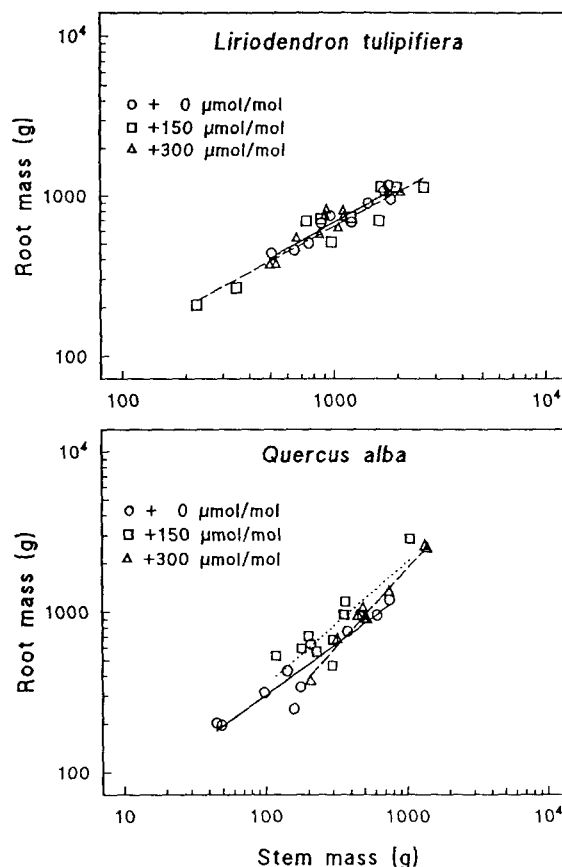 10⁴
Liriodendron tulipifiera
○ + 0 μmol/mol
□ +150 μmol/mol
△ +300 μmol/mol
1000
100
Root mass (g)
100 1000 10⁴
10⁴
Quercus alba
○ + 0 μmol/mol
□ +150 μmol/mol
△ +300 μmol/mol
1000
100
Root mass (g)
10 100 1000 10⁴
Stem mass (g)